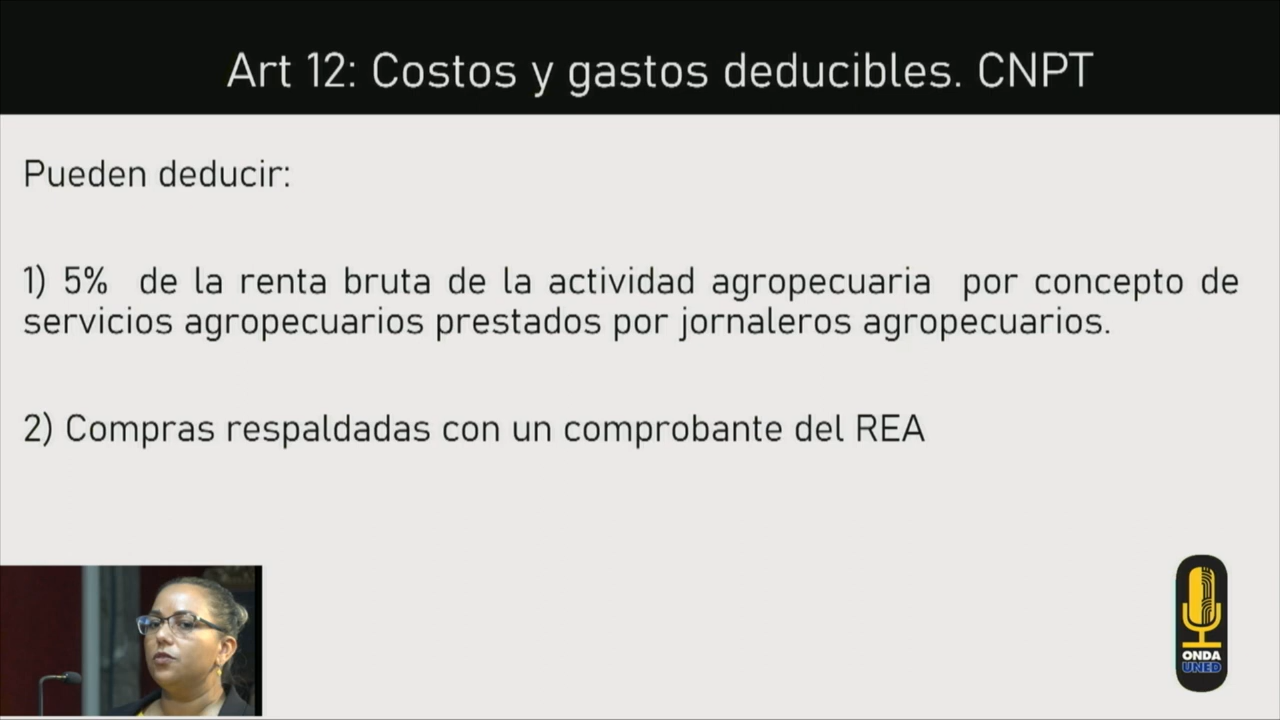 Art 12: Costos y gastos deducibles. CNPT
Pueden deducir:
1) 5% de la renta bruta de la actividad agropecuaria por concepto de
servicios agropecuarios prestados por jornaleros agropecuarios.
2) Compras respaldadas con un comprobante del REA
ONDA
UNED